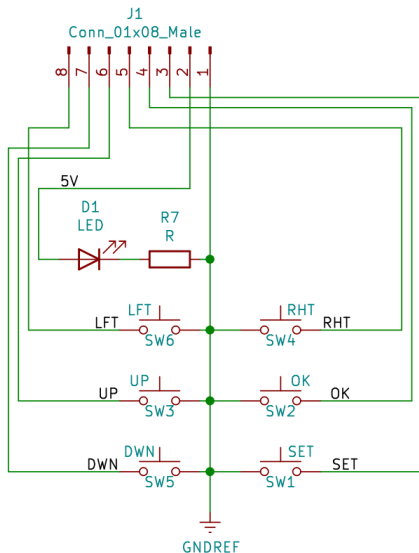 J1
Conn_01x08_Male
8 7 6 5 4 3 2 1
5V
D1
LED
R7
R
LFT RHT
LFT RHT
SW6 SW4
UP OK
UP OK
SW3 SW2
DWN SET
DWN SET
SW5 SW1
GNDREF